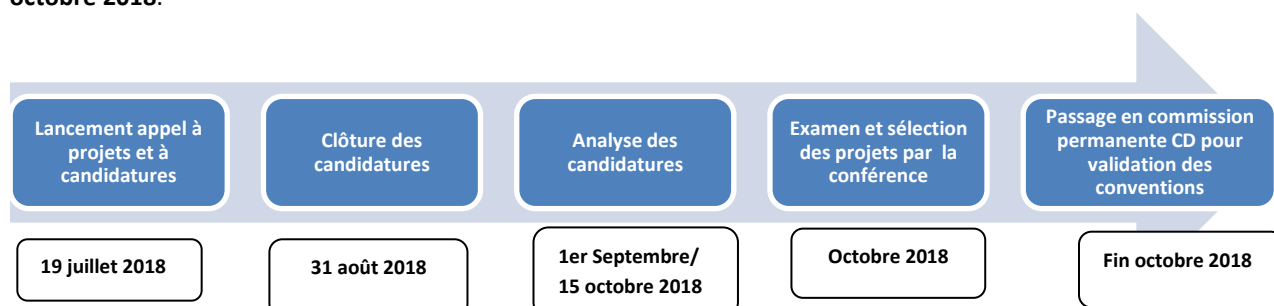 octobre 2018.
Lancement appel à
projets et à
candidatures
Clôture des
candidatures
Analyse des
candidatures
Examen et sélection
des projets par la
conférence
Passage en commission
permanente CD pour
validation des
conventions
19 juillet 2018
31 août 2018
1er Septembre/
15 octobre 2018
Octobre 2018
Fin octobre 2018